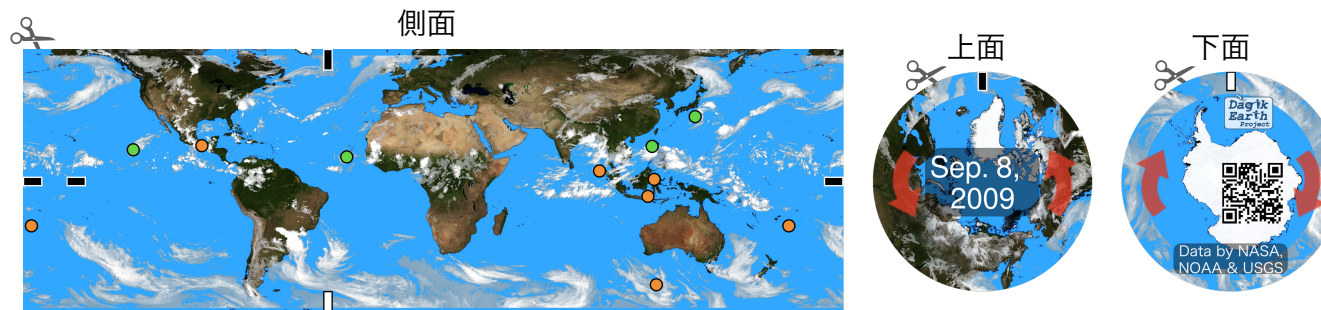 側面
上面
下面
Sep. 8,
2009
Dagik
Earth
Project
Data by NASA,
NOAA & USGS